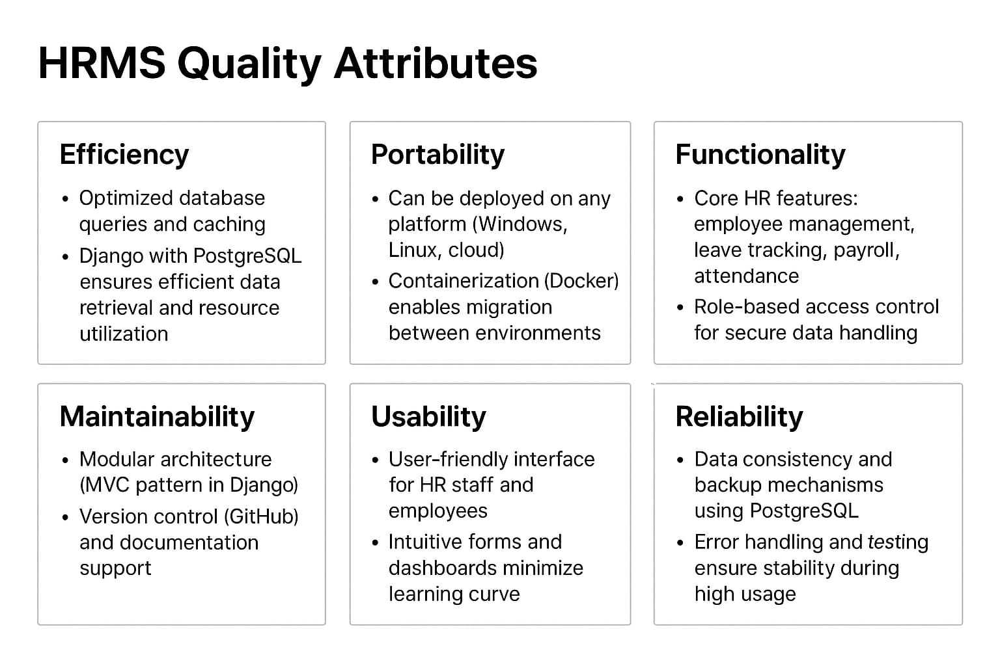 HRMS Quality Attributes
Efficiency
• Optimized database
queries and caching
• Django with PostgreSQL
ensures efficient data
retrieval and resource
utilization
Portability
• Can be deployed on any
platform (Windows,
Linux, cloud)
• Containerization (Docker)
enables migration
between environments
Functionality
• Core HR features:
employee management,
leave tracking, payroll,
attendance
• Role-based access control
for secure data handling
Maintainability
• Modular architecture
(MVC pattern in Django)
• Version control (GitHub)
and documentation
support
Usability
• User-friendly interface
for HR staff and
employees
• Intuitive forms and
dashboards minimize
learning curve
Reliability
• Data consistency and
backup mechanisms
using PostgreSQL
• Error handling and testing
ensure stability during
high usage